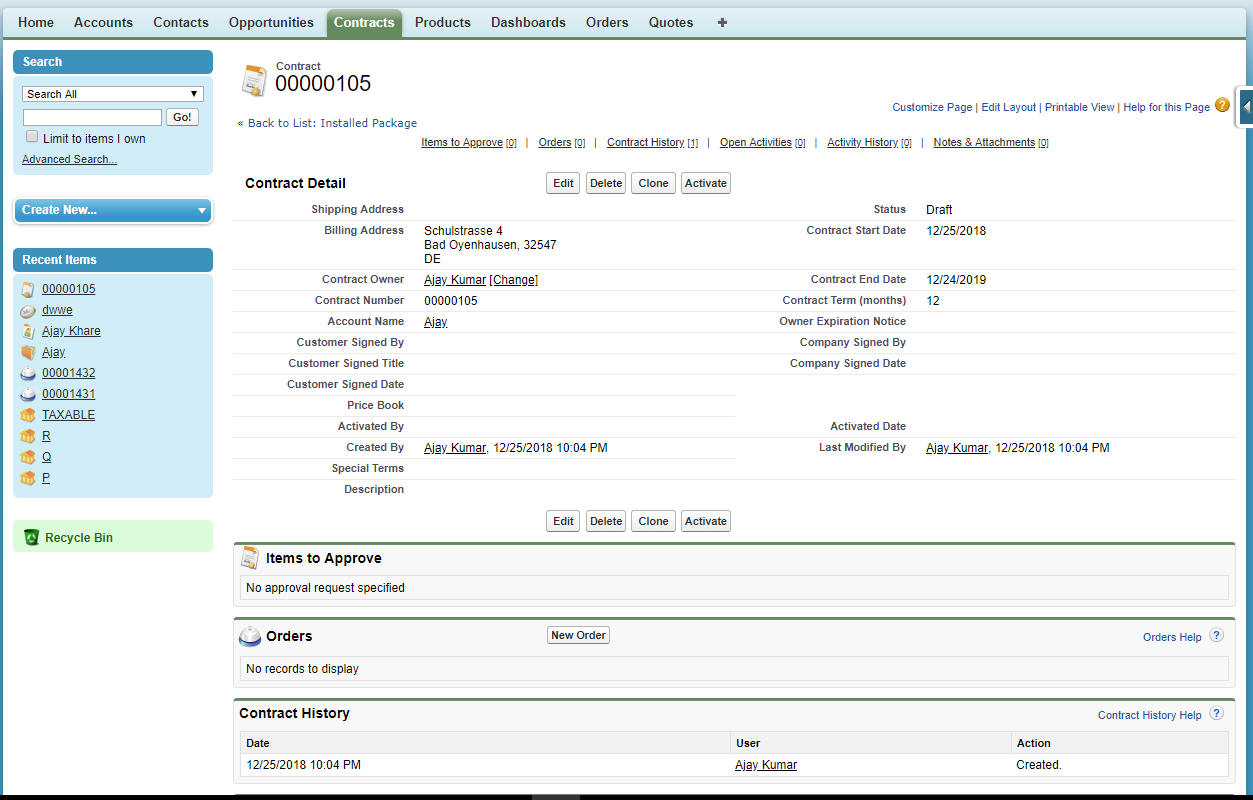 Home Accounts Contacts Opportunities Contracts Products Dashboards Orders Quotes +
Search
Search All
Go!
Limit to items I own
Advanced Search...
Create New...
Recent Items
00000105
dwwe
Ajay Khare
Ajay
00001432
00001431
TAXABLE
R
Q
P
Recycle Bin
Contract
00000105
Customize Page | Edit Layout | Printable View | Help for this Page ?
« Back to List: Installed Package
Items to Approve [0] | Orders [0] | Contract History [1] | Open Activities [0] | Activity History [0] | Notes & Attachments [0]
Contract Detail Edit Delete Clone Activate
Shipping Address Status Draft
Billing Address Schulstrasse 4 Contract Start Date 12/25/2018
Bad Oyenhausen, 32547
DE
Contract Owner Ajay Kumar [Change] Contract End Date 12/24/2019
Contract Number 00000105 Contract Term (months) 12
Account Name Ajay Owner Expiration Notice
Customer Signed By Company Signed By
Customer Signed Title Company Signed Date
Customer Signed Date
Price Book
Activated By Activated Date
Created By Ajay Kumar, 12/25/2018 10:04 PM Last Modified By Ajay Kumar, 12/25/2018 10:04 PM
Special Terms
Description
Edit Delete Clone Activate
Items to Approve
No approval request specified
Orders New Order Orders Help ?
No records to display
Contract History Contract History Help ?
Date User Action
12/25/2018 10:04 PM Ajay Kumar Created.